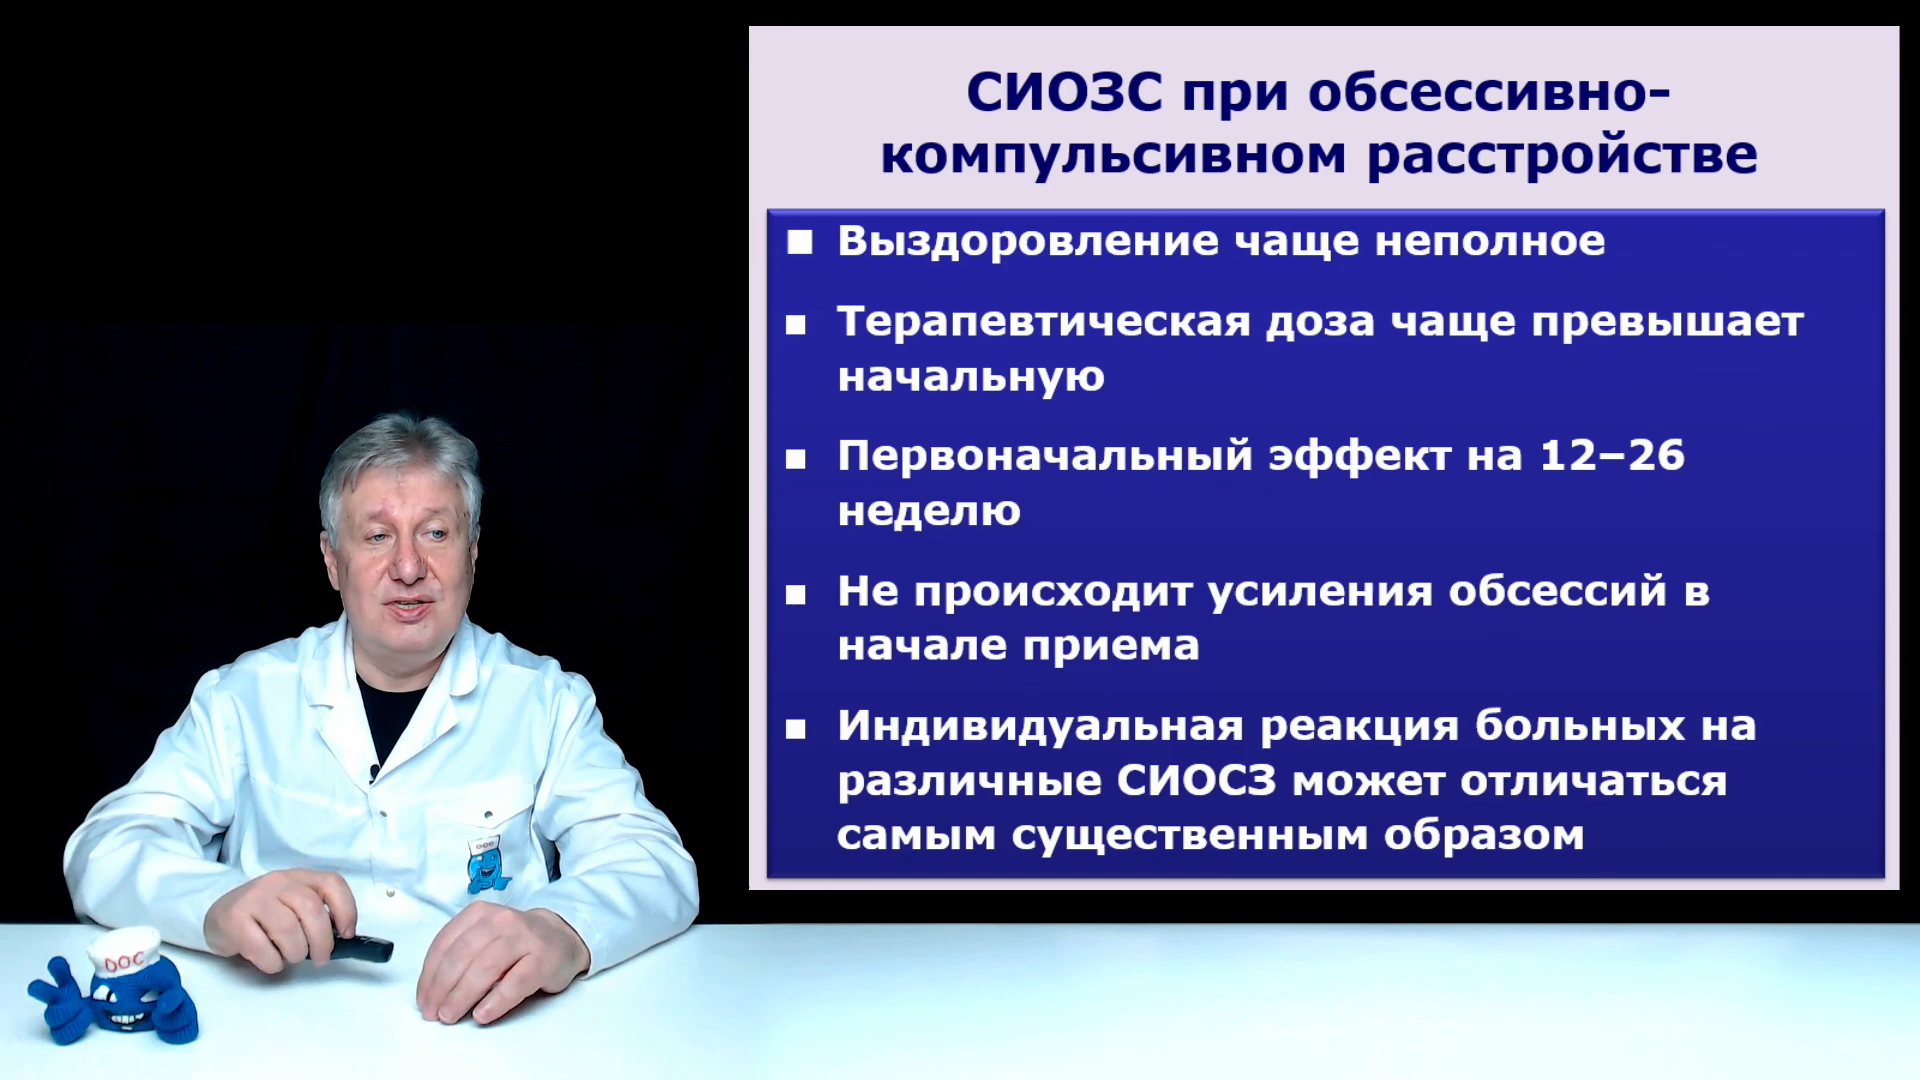 СИОЗС при обсессивно-
компульсивном расстройстве
Выздоровление чаще неполное
Терапевтическая доза чаще превышает
начальную
Первоначальный эффект на 12–26
неделю
Не происходит усиления обсессий в
начале приема
Индивидуальная реакция больных на
различные СИОСЗ может отличаться
самым существенным образом
DOC